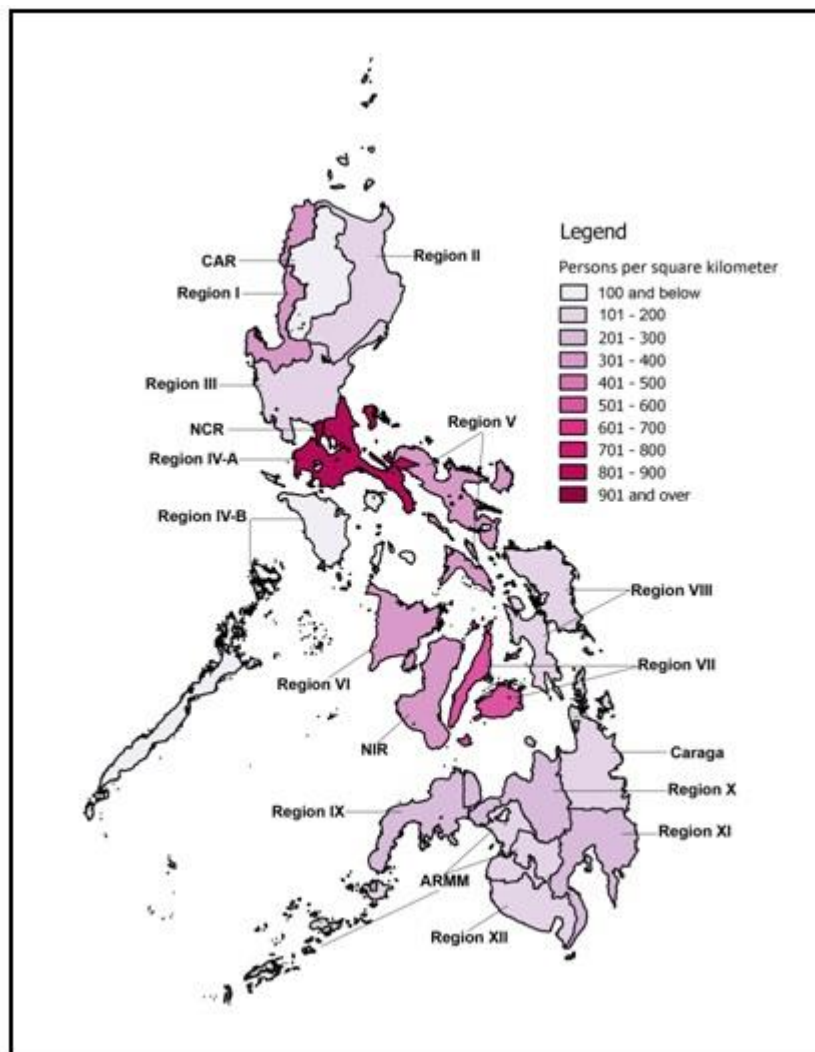 Legend
Persons per square kilometer
100 and below
101 - 200
201 - 300
301 - 400
401 - 500
501 - 600
601 - 700
701 - 800
801 - 900
901 and over
CAR
Region II
Region I
Region III
NCR
Region V
Region IV-A
Region IV-B
Region VIII
Region VI
Region VII
NIR
Caraga
Region X
Region IX
Region XI
ARMM
Region XII